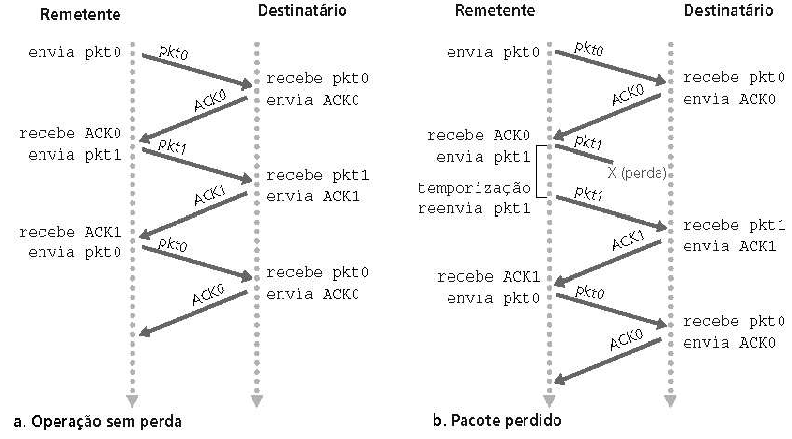 Remetente
Destinatário
envia pkt0
pkt0
recebe pkt0
envia ACK0
ACK0
recebe ACK0
envia pkt1
pkt1
recebe pkt1
envia ACK1
ACK1
recebe ACK1
envia pkt0
pkt0
recebe pkt0
envia ACK0
ACK0
a. Operação sem perda
Remetente
Destinatário
envia pkt0
pkt0
recebe pkt0
envia ACK0
ACK0
recebe ACK0
envia pkt1
pkt1
X (perda)
temporização
reenvia pkt1
pkt1
recebe pkt1
envia ACK1
ACK1
recebe ACK1
envia pkt0
pkt0
recebe pkt0
envia ACK0
ACK0
b. Pacote perdido